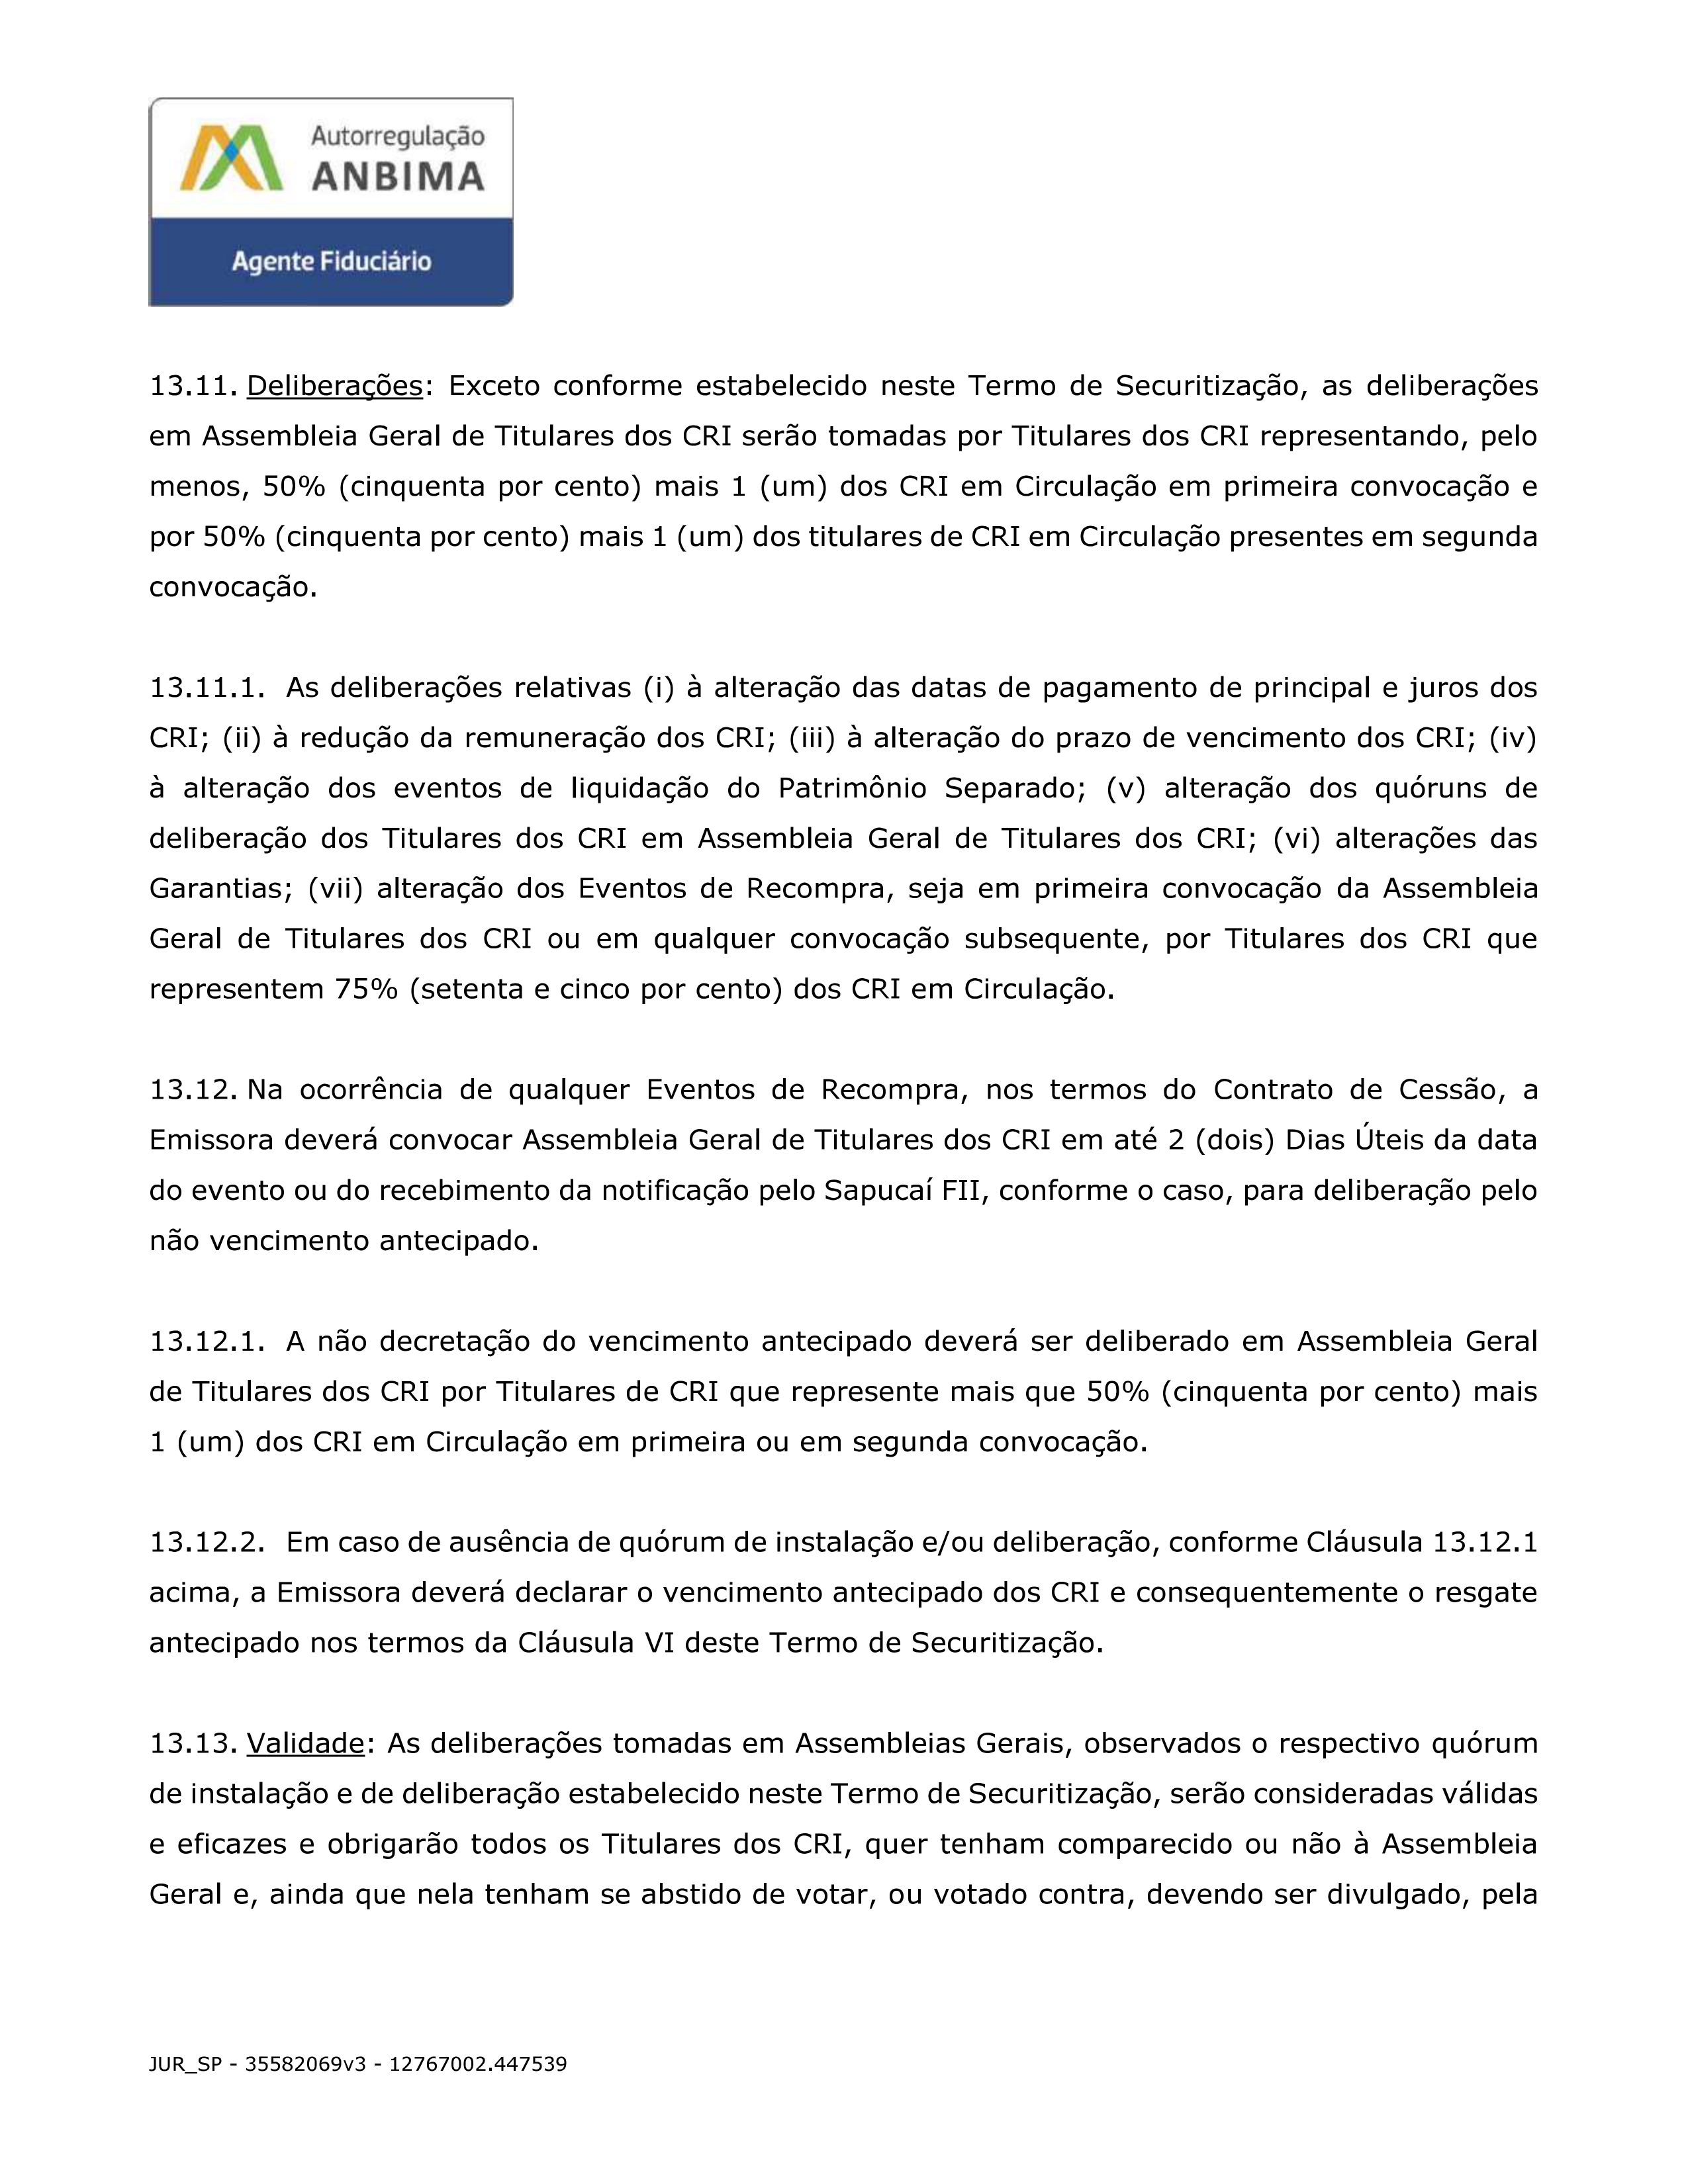 Autorregulação
ANBIMA
Agente Fiduciário
13.11. Deliberações: Exceto conforme estabelecido neste Termo de Securitização, as deliberações
em Assembleia Geral de Titulares dos CRI serão tomadas por Titulares dos CRI representando, pelo
menos, 50% (cinquenta por cento) mais 1 (um) dos CRI em Circulação em primeira convocação e
por 50% (cinquenta por cento) mais 1 (um) dos titulares de CRI em Circulação presentes em segunda
convocação.
13.11.1. As deliberações relativas (i) à alteração das datas de pagamento de principal e juros dos
CRI; (ii) à redução da remuneração dos CRI; (iii) à alteração do prazo de vencimento dos CRI; (iv)
à alteração dos eventos de liquidação do Patrimônio Separado; (v) alteração dos quóruns de
deliberação dos Titulares dos CRI em Assembleia Geral de Titulares dos CRI; (vi) alterações das
Garantias; (vii) alteração dos Eventos de Recompra, seja em primeira convocação da Assembleia
Geral de Titulares dos CRI ou em qualquer convocação subsequente, por Titulares dos CRI que
representem 75% (setenta e cinco por cento) dos CRI em Circulação.
13.12. Na ocorrência de qualquer Eventos de Recompra, nos termos do Contrato de Cessão, a
Emissora deverá convocar Assembleia Geral de Titulares dos CRI em até 2 (dois) Dias Úteis da data
do evento ou do recebimento da notificação pelo Sapucaí FII, conforme o caso, para deliberação pelo
não vencimento antecipado.
13.12.1. A não decretação do vencimento antecipado deverá ser deliberado em Assembleia Geral
de Titulares dos CRI por Titulares de CRI que represente mais que 50% (cinquenta por cento) mais
1 (um) dos CRI em Circulação em primeira ou em segunda convocação.
13.12.2. Em caso de ausência de quórum de instalação e/ou deliberação, conforme Cláusula 13.12.1
acima, a Emissora deverá declarar o vencimento antecipado dos CRI e consequentemente o resgate
antecipado nos termos da Cláusula VI deste Termo de Securitização.
13.13. Validade: As deliberações tomadas em Assembleias Gerais, observados o respectivo quórum
de instalação e de deliberação estabelecido neste Termo de Securitização, serão consideradas válidas
e eficazes e obrigarão todos os Titulares dos CRI, quer tenham comparecido ou não à Assembleia
Geral e, ainda que nela tenham se abstido de votar, ou votado contra, devendo ser divulgado, pela
JUR_SP - 35582069v3 - 12767002.447539